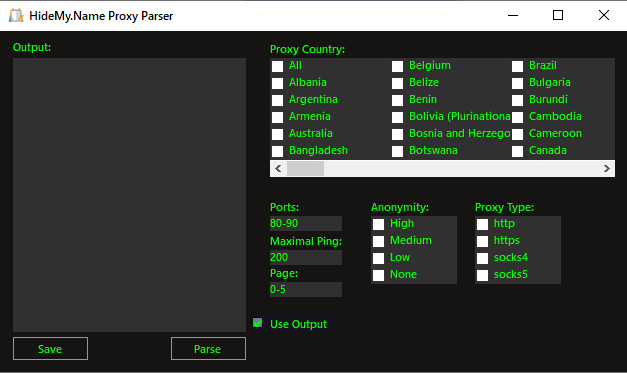 HideMy.Name Proxy Parser
Output:
Proxy Country:
All
Albania
Argentina
Armenia
Australia
Bangladesh
Belgium
Belize
Benin
Bolivia (Plurinationa
Bosnia and Herzego
Botswana
Brazil
Bulgaria
Burundi
Cambodia
Cameroon
Canada
Ports:
80-90
Maximal Ping:
200
Page:
0-5
Anonymity:
High
Medium
Low
None
Proxy Type:
http
https
socks4
socks5
Use Output
Save
Parse